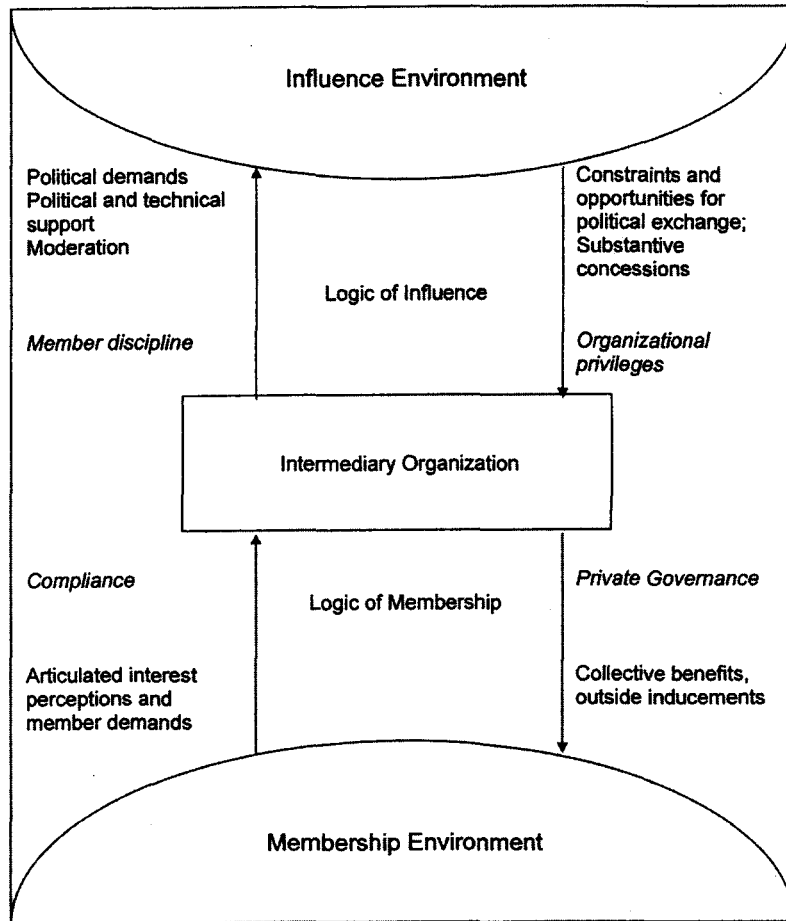 Influence Environment
Political demands
Political and technical
support
Moderation
Constraints and
opportunities for
political exchange;
Substantive
concessions
Logic of Influence
Member discipline
Organizational
privileges
Intermediary Organization
Compliance
Logic of Membership
Private Governance
Articulated interest
perceptions and
member demands
Collective benefits,
outside inducements
Membership Environment